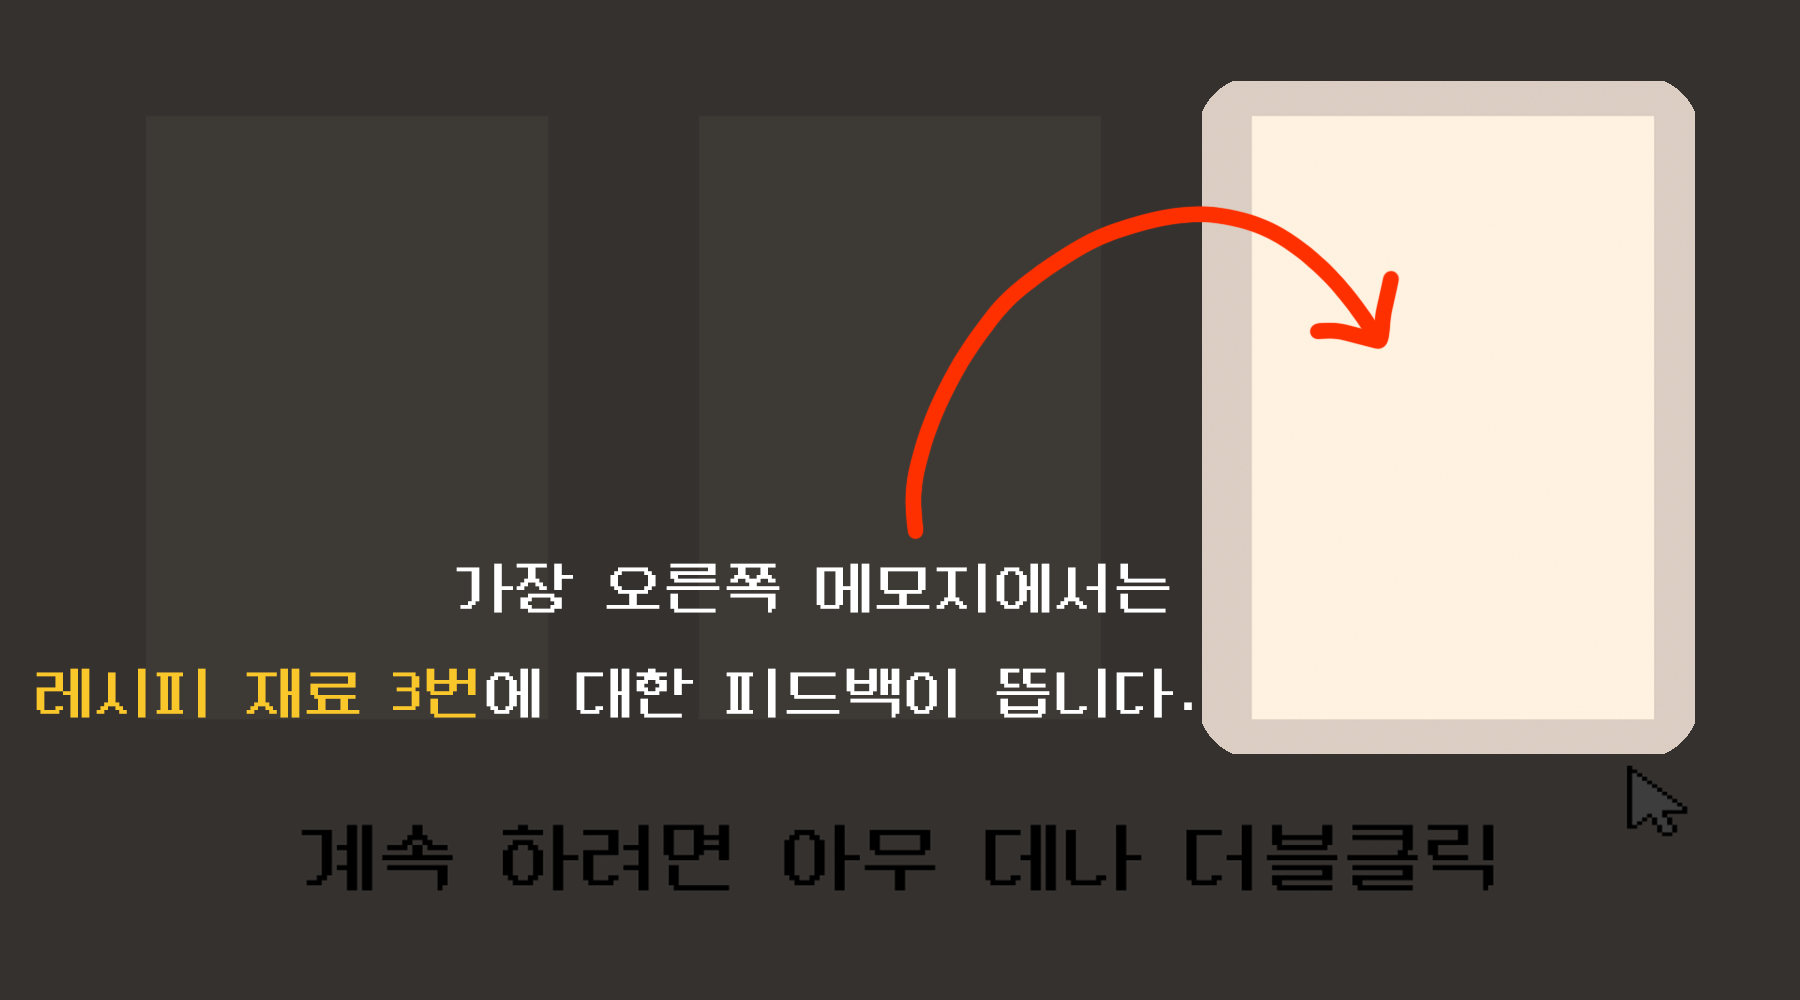 가장 오른쪽 메모지에서는
레시피 재료 3번에 대한 피드백이 뜹니다.
계속 하려면 아무 데나 더블클릭